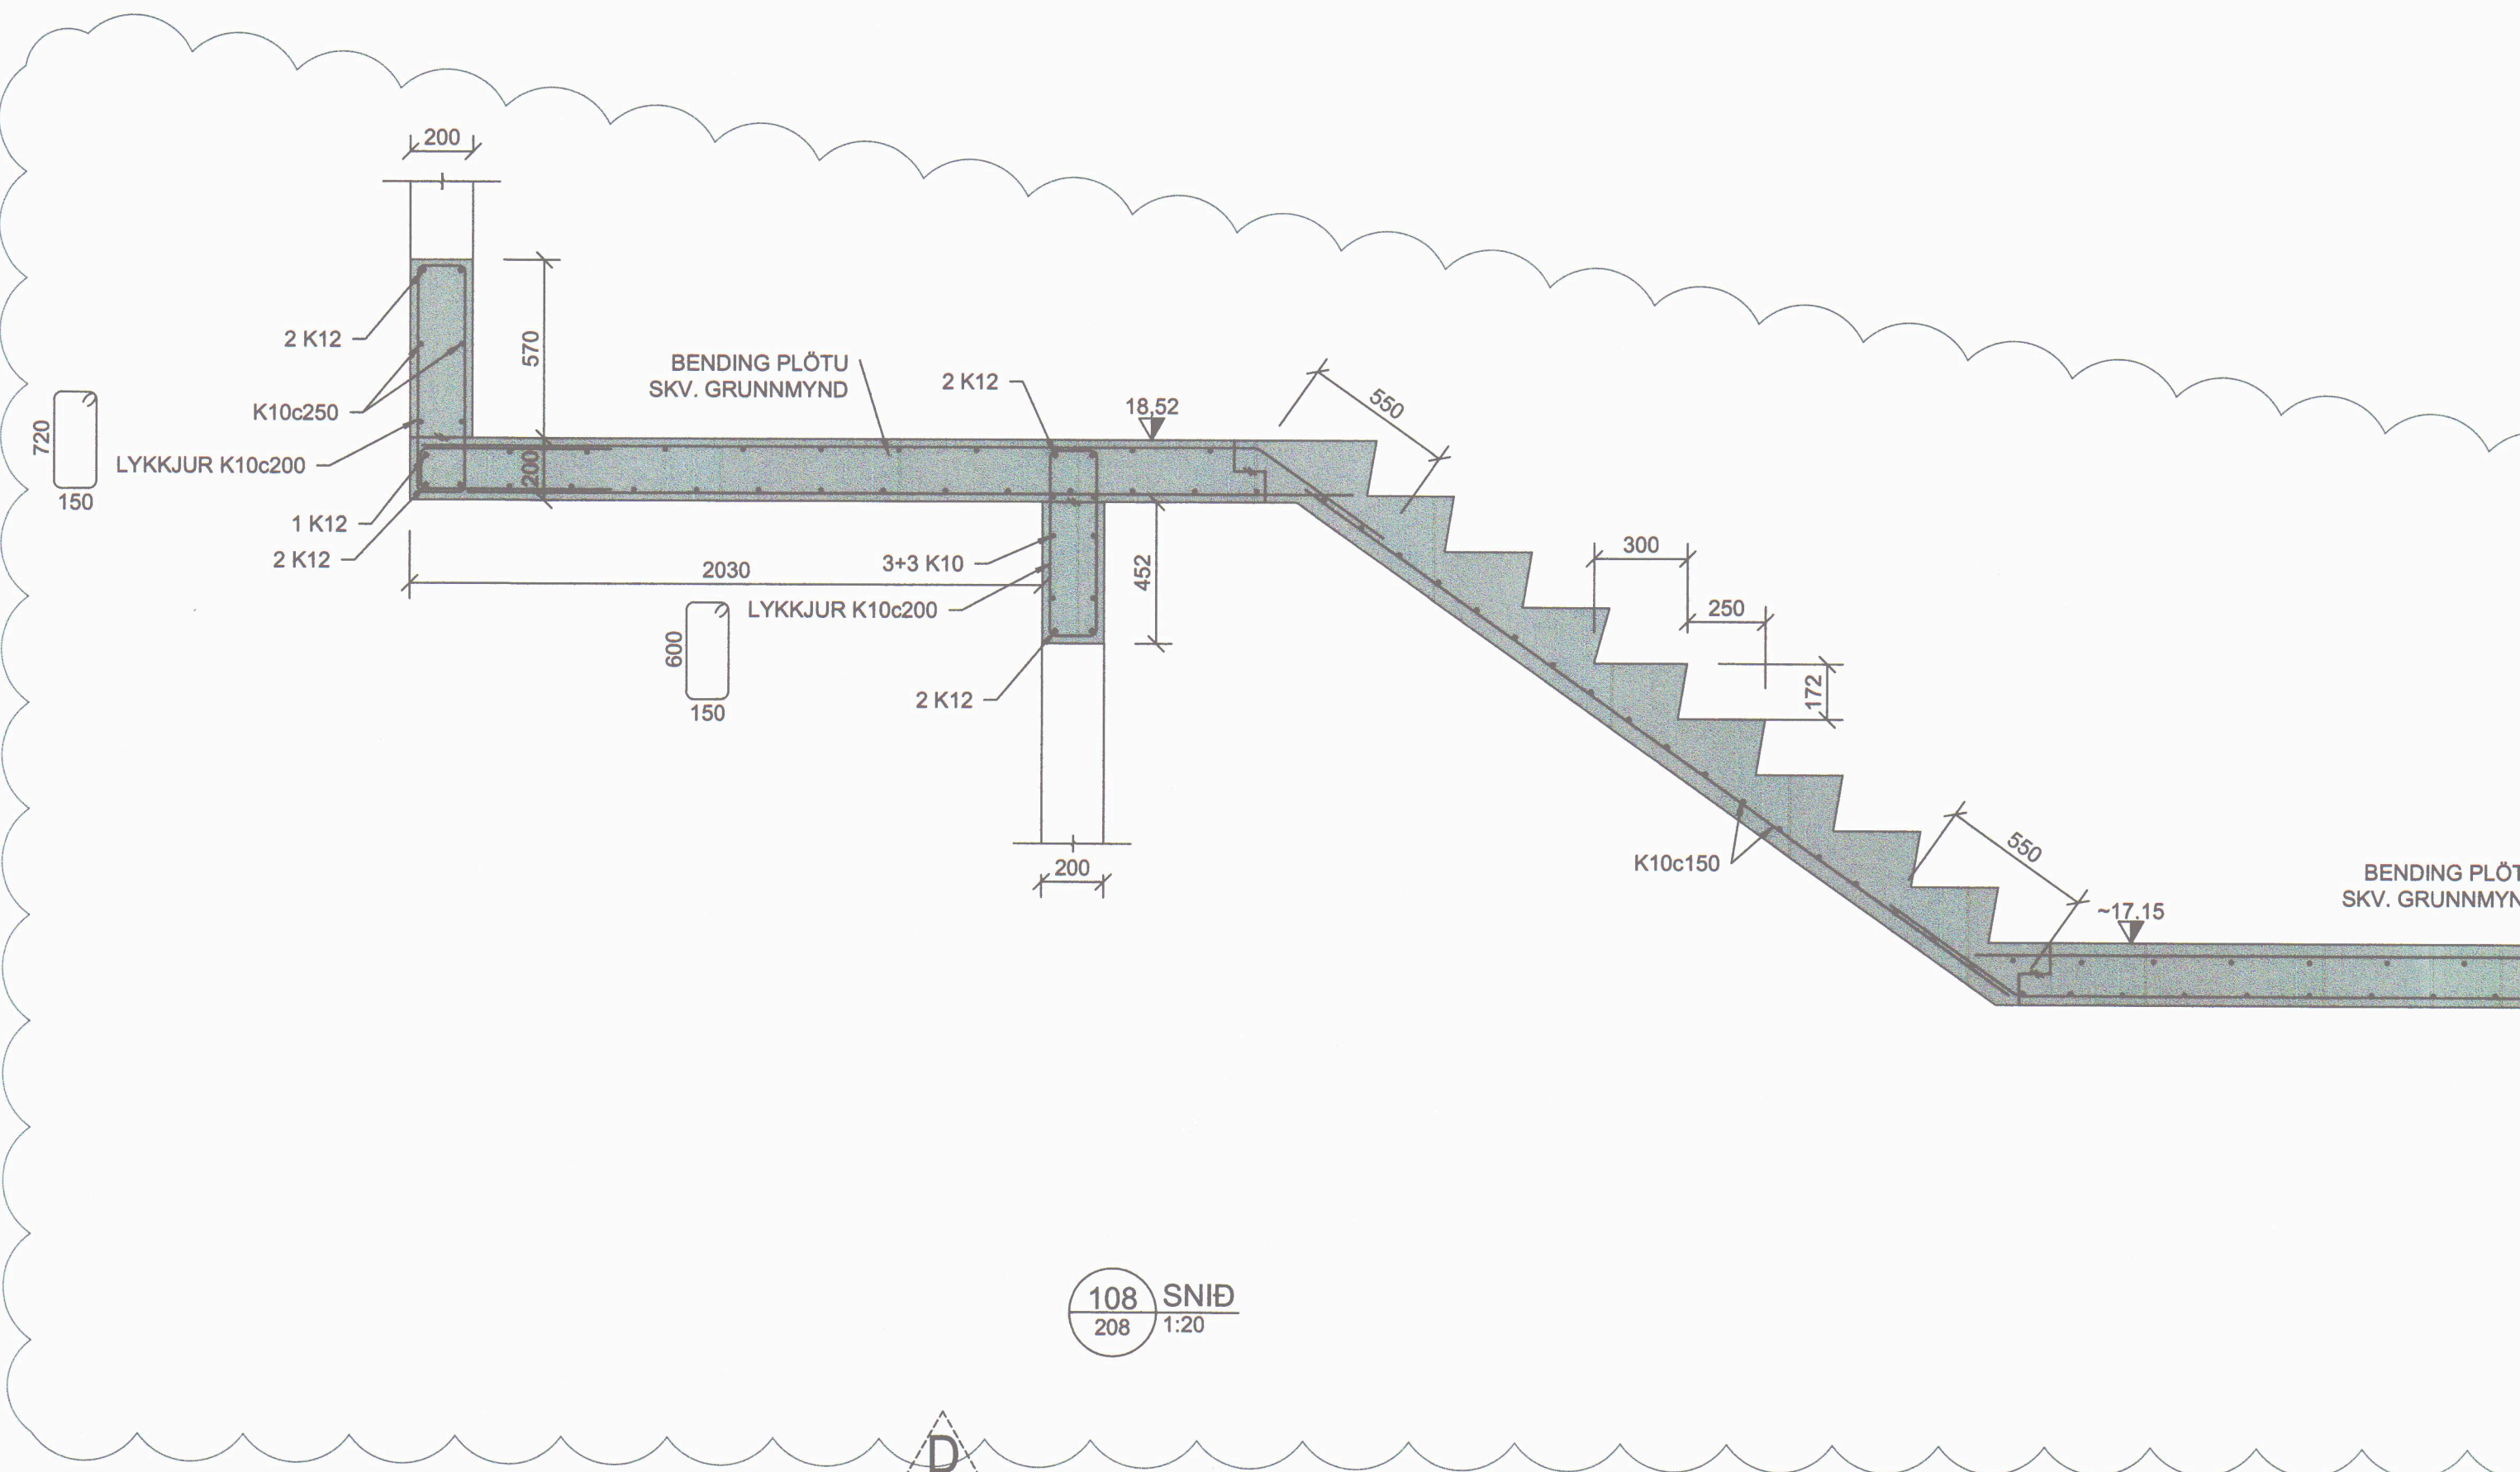 200
570
2 K12
BENDING PLÖTU
SKV. GRUNNMYND
2 K12
18,52
550
K10c250
720
LYKKJUR K10c200
150
200
1 K12
2 K12
2030
3+3 K10
452
LYKKJUR K10c200
600
150
2 K12
200
300
250
172
K10c150
550
BENDING PLÖT
SKV. GRUNNMYN
~17,15
108
208
SNIÐ
1:20
D